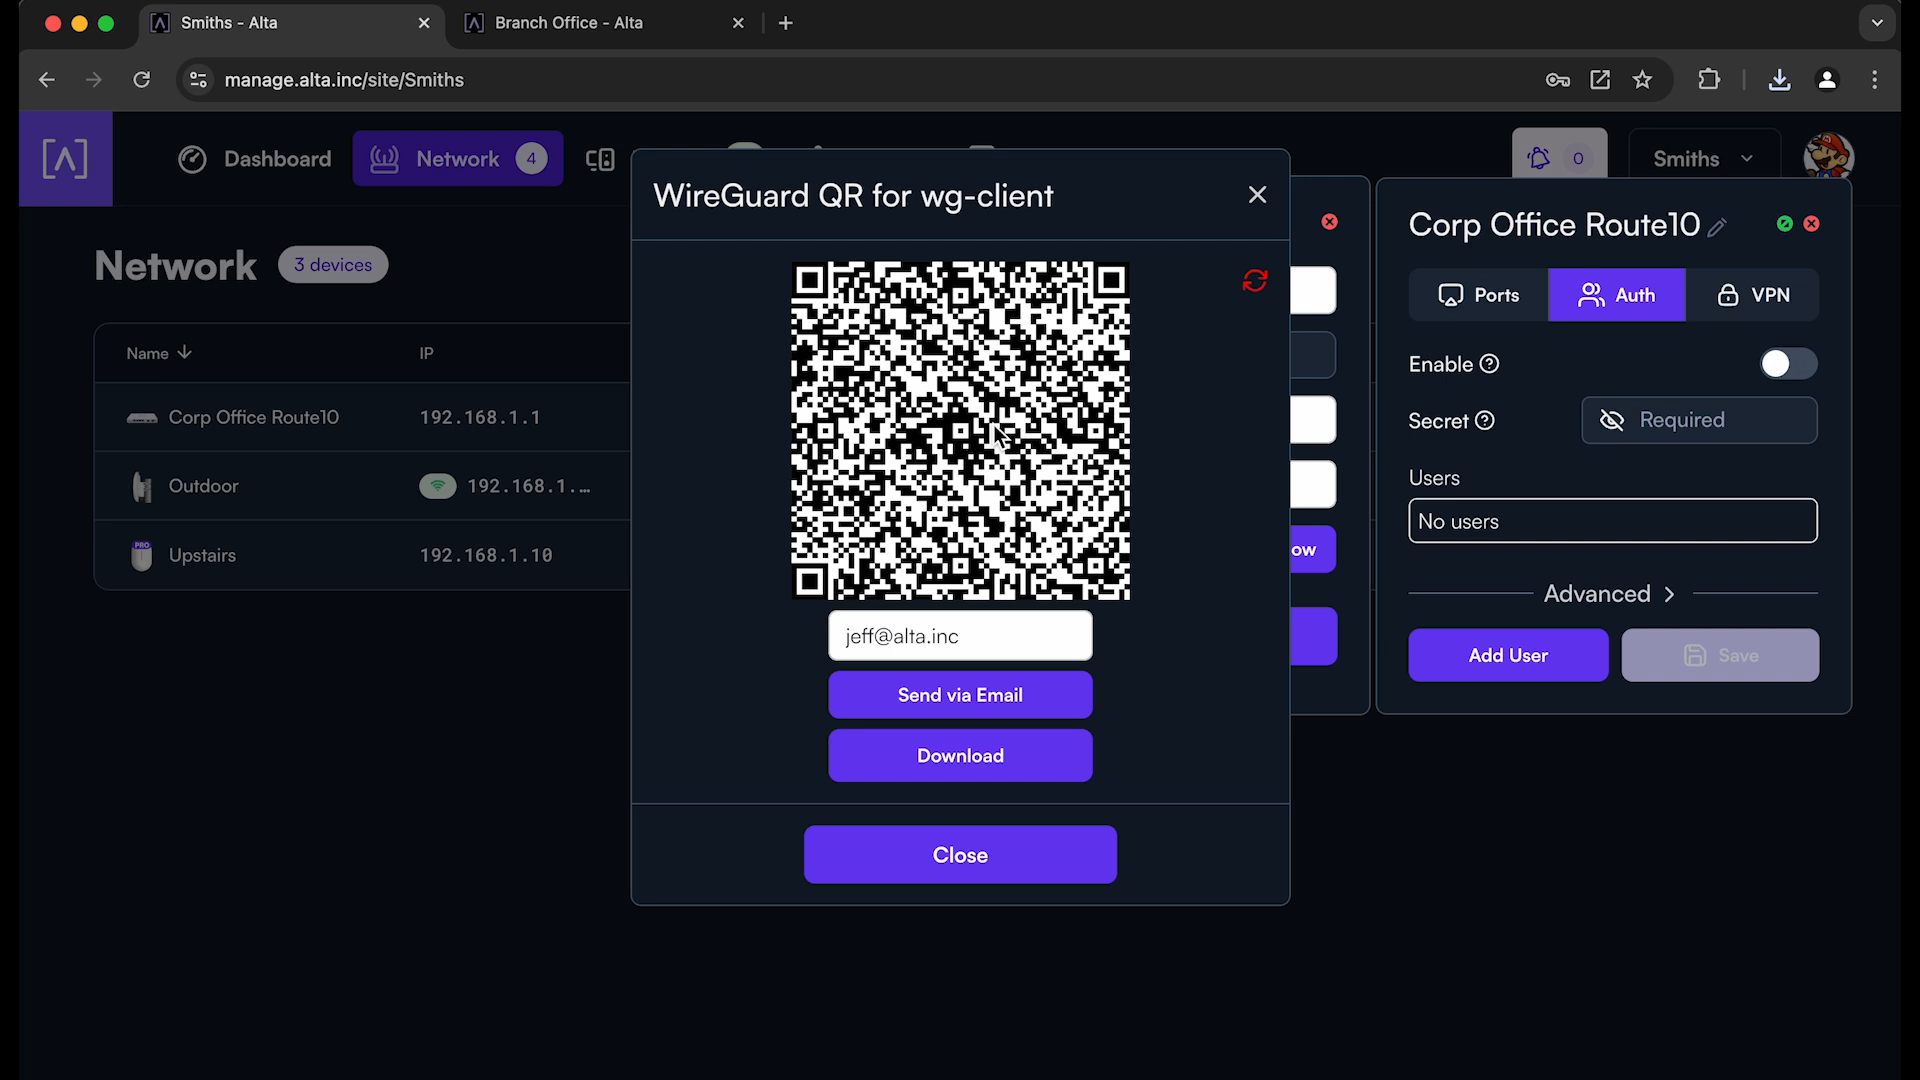 Smiths - Alta
Branch Office - Alta
manage.alta.inc/site/Smiths
Dashboard
Network 4
0
Smiths
WireGuard QR for wg-client
Network 3 devices
Corp Office Route10
Ports
Auth
VPN
Name
IP
Enable
Corp Office Route10
192.168.1.1
Secret
Required
Outdoor
192.168.1.…
Users
No users
PRO
Upstairs
192.168.1.10
ow
Advanced
jeff@alta.inc
Add User
Save
Send via Email
Download
Close